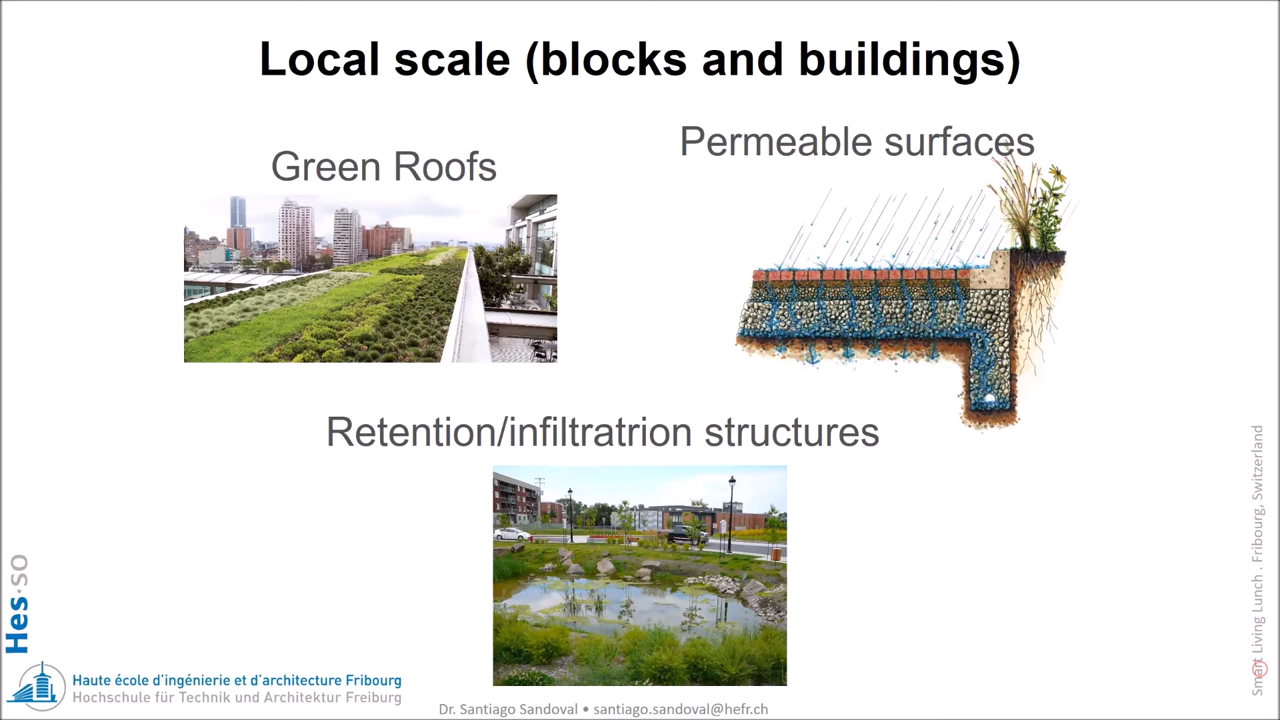 Local scale (blocks and buildings)
Green Roofs
Permeable surfaces
Retention/infiltratrion structures
Hes·SO
Haute école d'ingénierie et d'architecture Fribourg
Hochschule für Technik und Architektur Freiburg
Dr. Santiago Sandoval • santiago.sandoval@hefr.ch
Smart Living Lunch . Fribourg, Switzerland